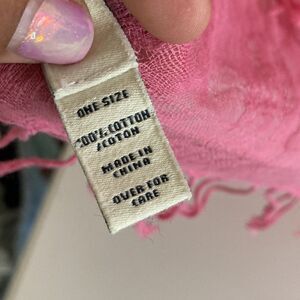 ONE SIZE
100% COTTON
/COTON
MADE IN
CHINA
OVER FOR
CARE